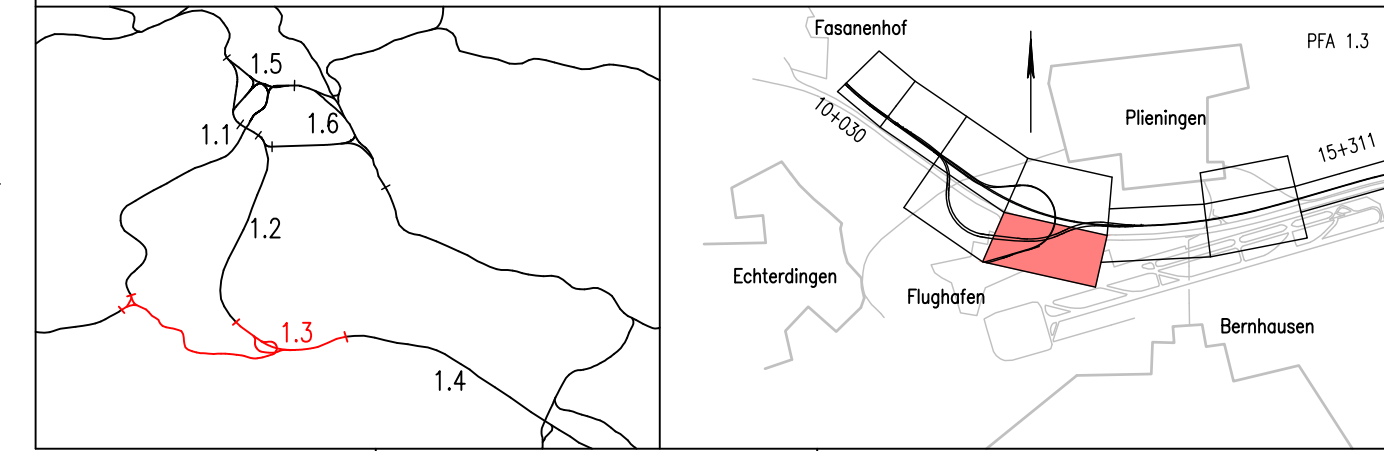 1.5
1.6
1.1
1.2
1.3
1.4
Fasanenhof
PFA 1.3
10+030
Plieningen
15+311
Echterdingen
Flughafen
Bernhausen